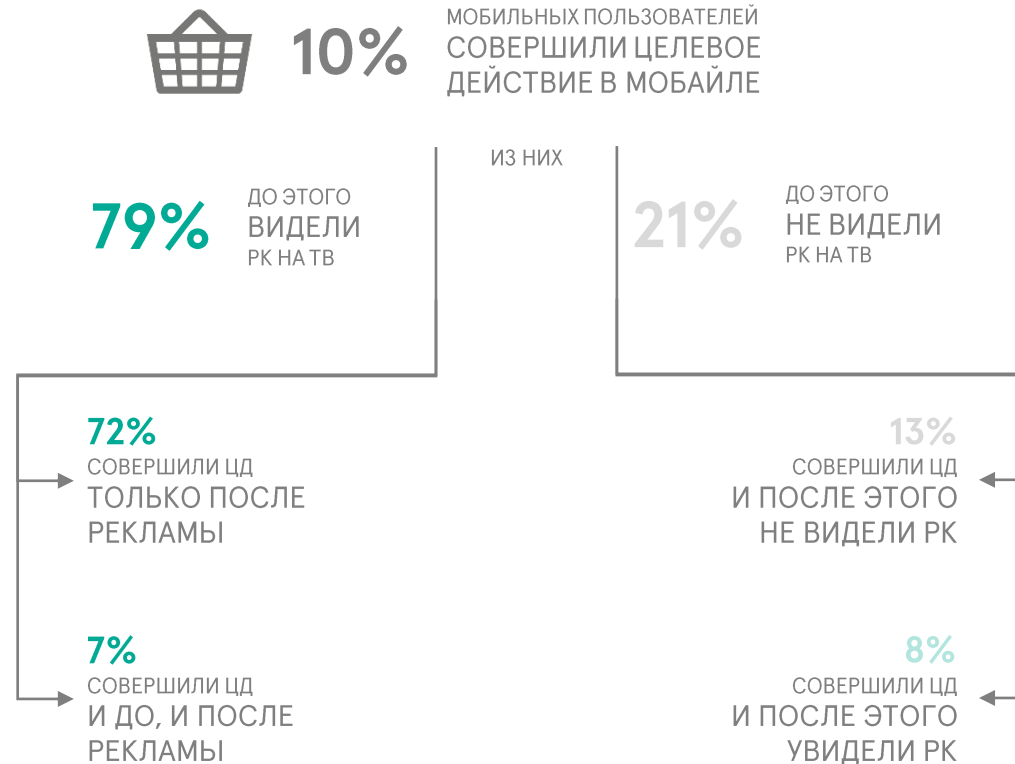 10%
МОБИЛЬНЫХ ПОЛЬЗОВАТЕЛЕЙ
СОВЕРШИЛИ ЦЕЛЕВОЕ
ДЕЙСТВИЕ В МОБАЙЛЕ
ИЗ НИХ
79%
ДО ЭТОГО
ВИДЕЛИ
РК НА ТВ
21%
ДО ЭТОГО
НЕ ВИДЕЛИ
РК НА ТВ
72%
СОВЕРШИЛИ ЦД
ТОЛЬКО ПОСЛЕ
РЕКЛАМЫ
13%
СОВЕРШИЛИ ЦД
И ПОСЛЕ ЭТОГО
НЕ ВИДЕЛИ РК
7%
СОВЕРШИЛИ ЦД
И ДО, И ПОСЛЕ
РЕКЛАМЫ
8%
СОВЕРШИЛИ ЦД
И ПОСЛЕ ЭТОГО
УВИДЕЛИ РК